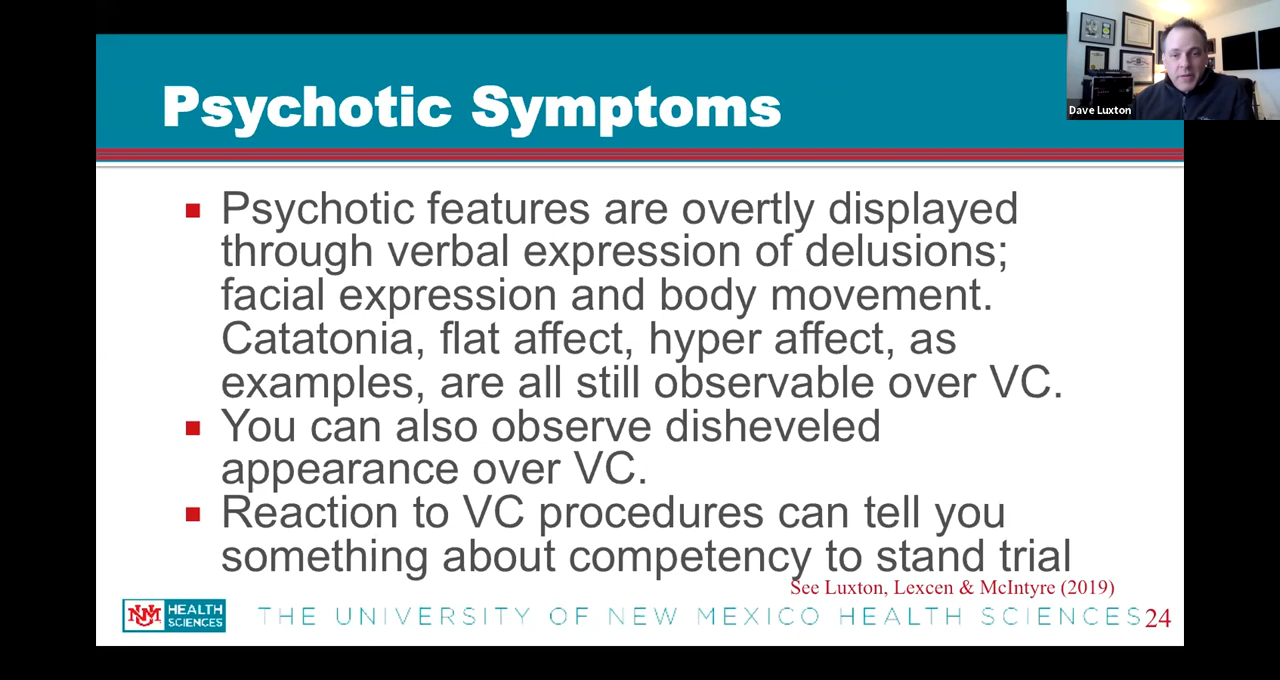 Dave Luxton
Psychotic Symptoms
Psychotic features are overtly displayed
through verbal expression of delusions;
facial expression and body movement.
Catatonia, flat affect, hyper affect, as
examples, are all still observable over VC.
You can also observe disheveled
appearance over VC.
Reaction to VC procedures can tell you
something about competency to stand trial
See Luxton, Lexcen & McIntyre (2019)
UNM HEALTH
SCIENCES
THE UNIVERSITY OF NEW MEXICO HEALTH SCIENCES
24